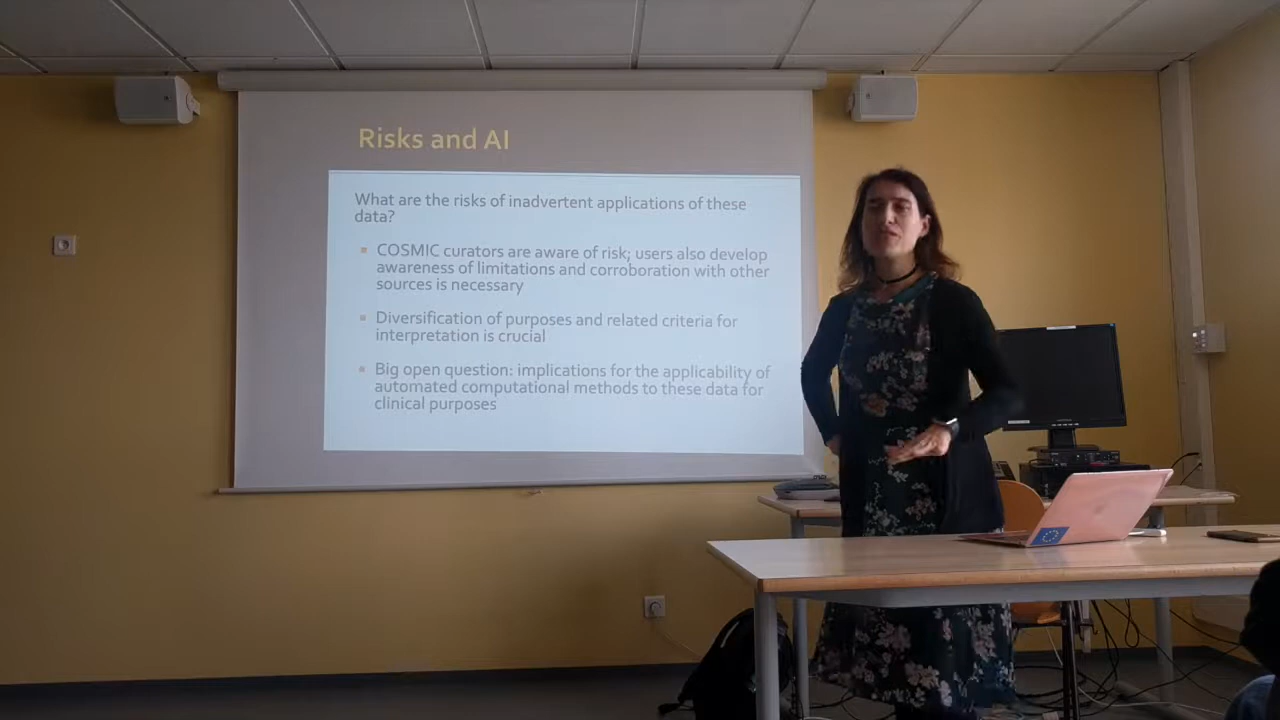 Risks and AI
What are the risks of inadvertent applications of these
data?
COSMIC curators are aware of risk; users also develop
awareness of limitations and corroboration with other
sources is necessary
Diversification of purposes and related criteria for
interpretation is crucial
Big open question: implications for the applicability of
automated computational methods to these data for
clinical purposes